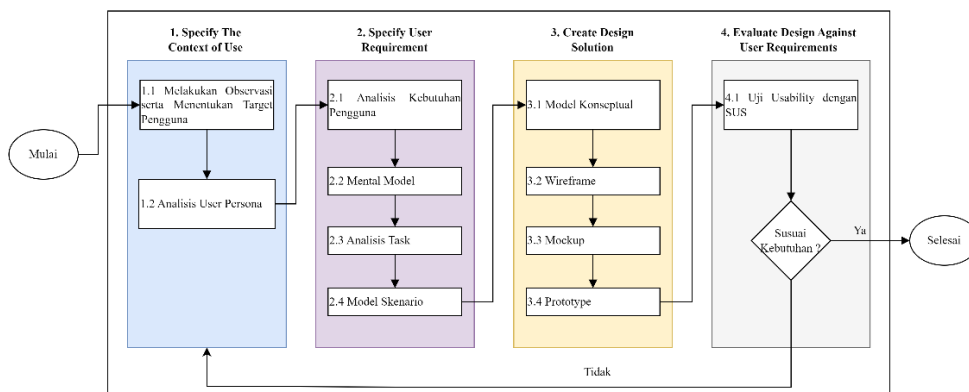 1. Specify The
Context of Use
2. Specify User
Requirement
3. Create Design
Solution
4. Evaluate Design Against
User Requirements
Mulai
1.1 Melakukan Observasi
serta Menentukan Target
Pengguna
1.2 Analisis User Persona
2.1 Analisis Kebutuhan
Pengguna
2.2 Mental Model
2.3 Analisis Task
2.4 Model Skenario
3.1 Model Konseptual
3.2 Wireframe
3.3 Mockup
3.4 Prototype
4.1 Uji Usability dengan
SUS
Susuai
Kebutuhan ?
Ya
Selesai
Tidak